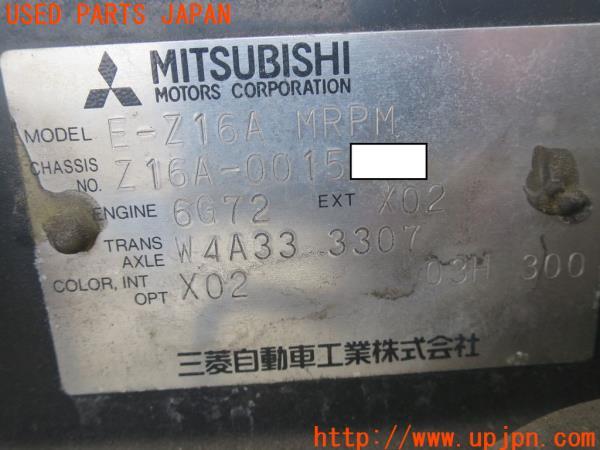 USED PARTS JAPAN
MITSUBISHI
MOTORS CORPORATION
MODEL E-Z16A MRPM
CHASSIS NO. Z16A-0015
ENGINE 6G72 EXT X02
TRANS AXLE W4A33 3307
COLOR, INT OPT X02 03H 300
三菱自動車工業株式会社
UPJ http://www.upjpn.com/